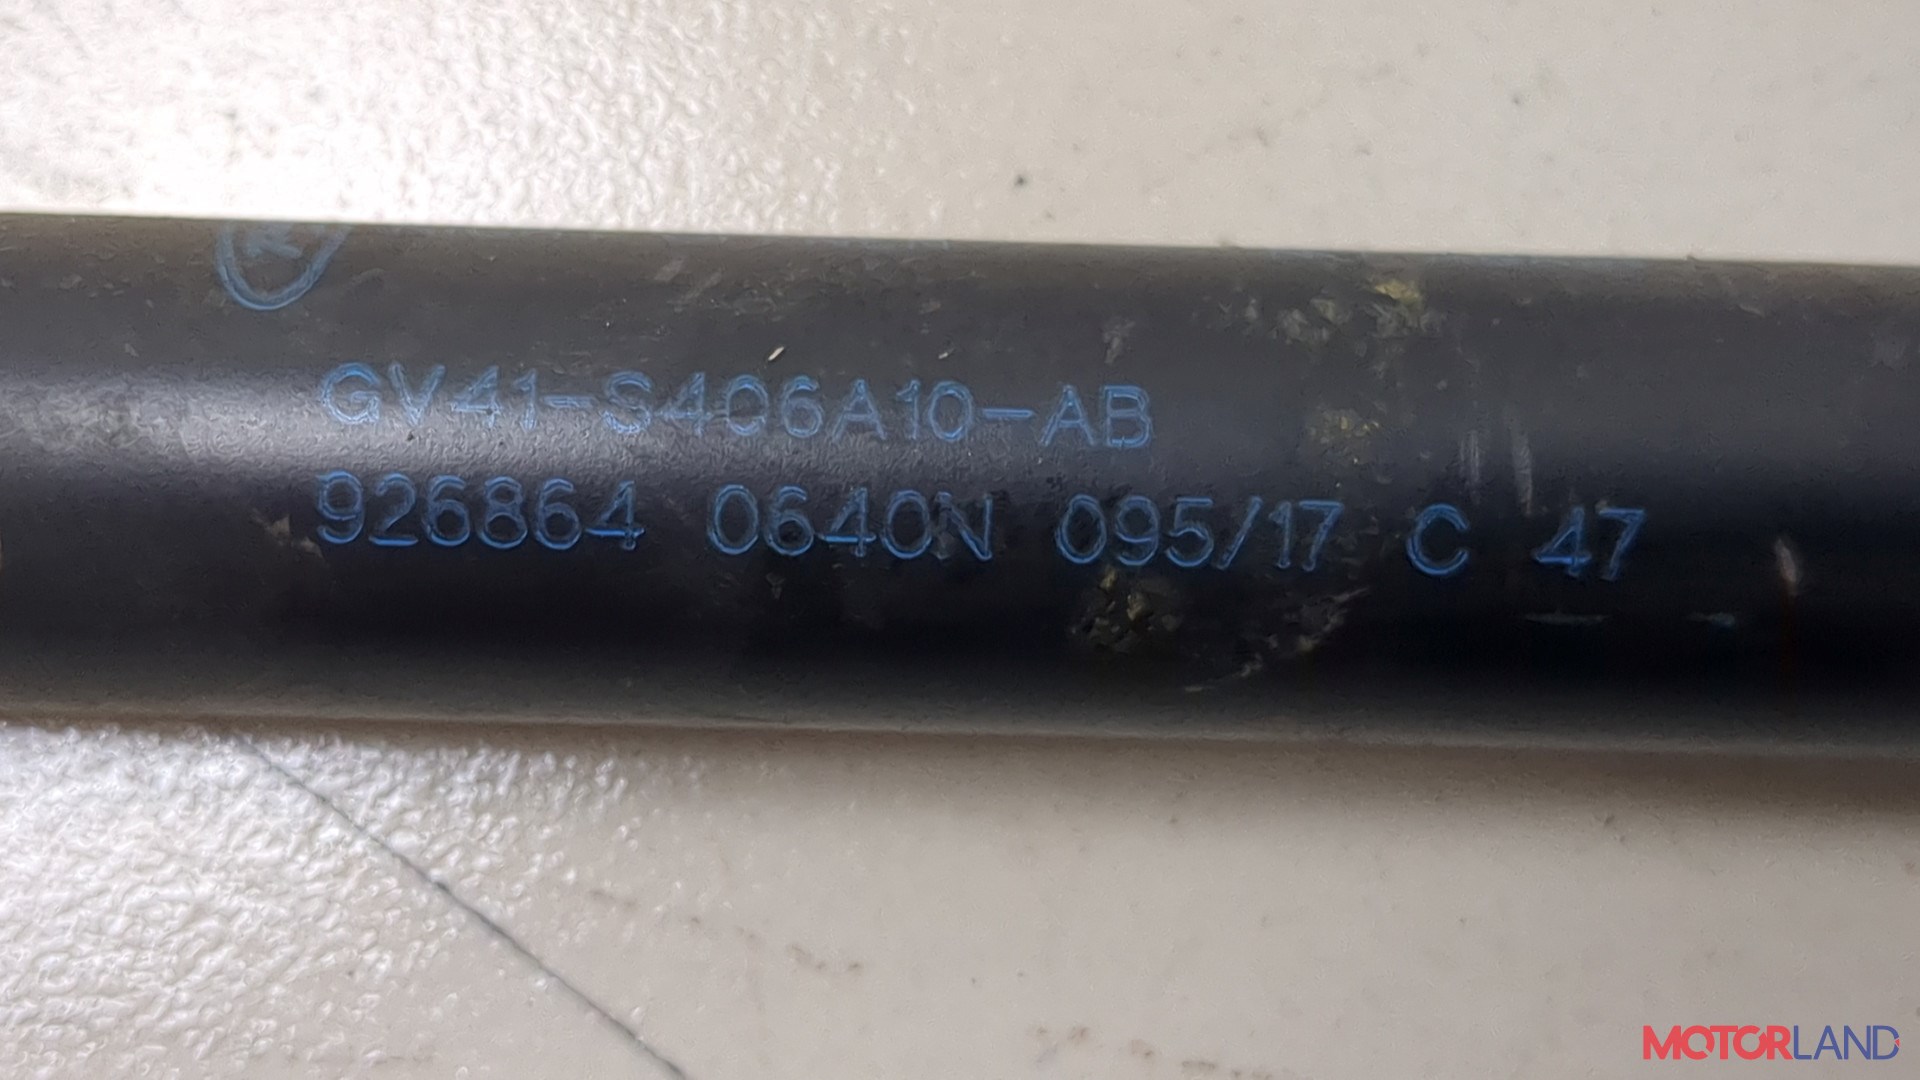 ®
GV41-S406A10-AB
926864 0640N 095/17 C 47
MOTORLAND